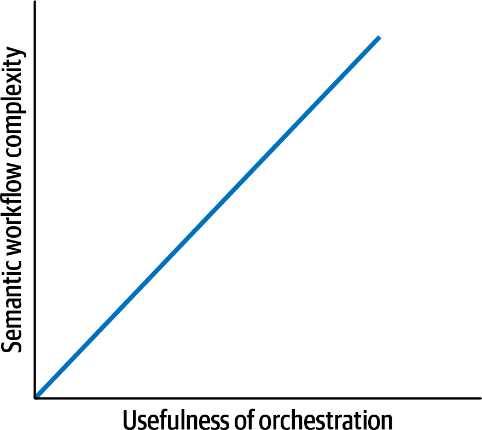 Semantic workflow complexity
Usefulness of orchestration